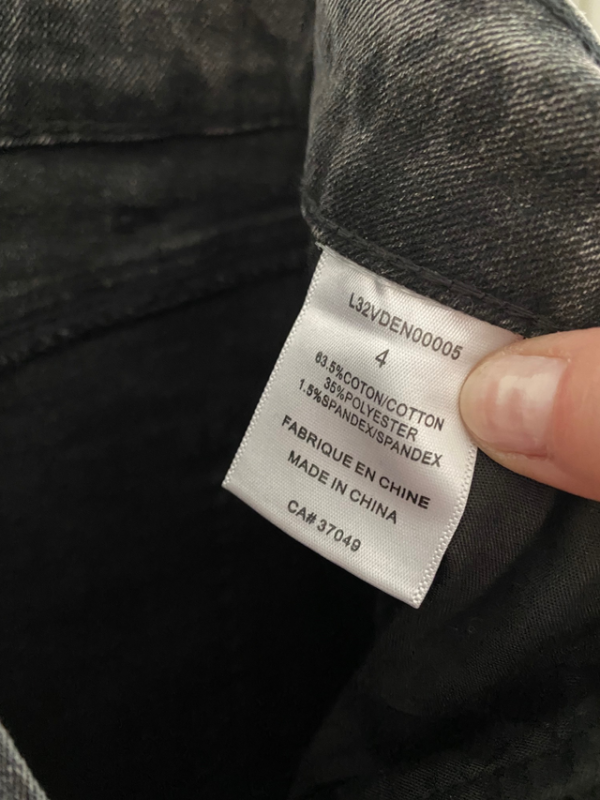 L32VDEN00005
4
63.5%COTON/COTTON
35%POLYESTER
1.5%SPANDEX/SPANDEX
FABRIQUE EN CHINE
MADE IN CHINA
CA# 37049